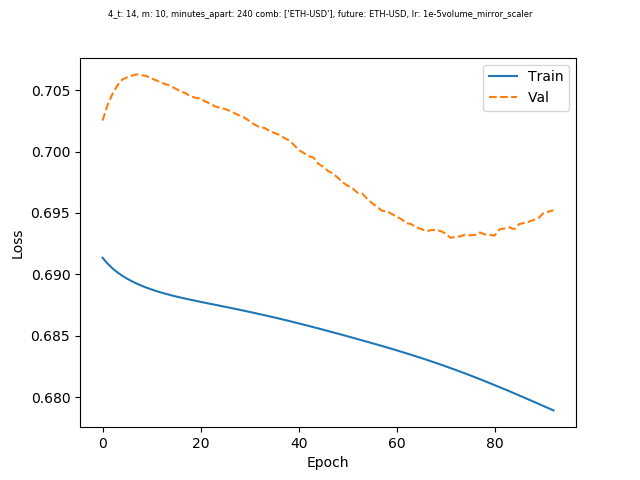 4_t: 14, m: 10, minutes_apart: 240 comb: ['ETH-USD'], future: ETH-USD, lr: 1e-5volume_mirror_scaler
Train
Val
0.705
0.700
0.695
0.690
0.685
0.680
Loss
0 20 40 60 80
Epoch